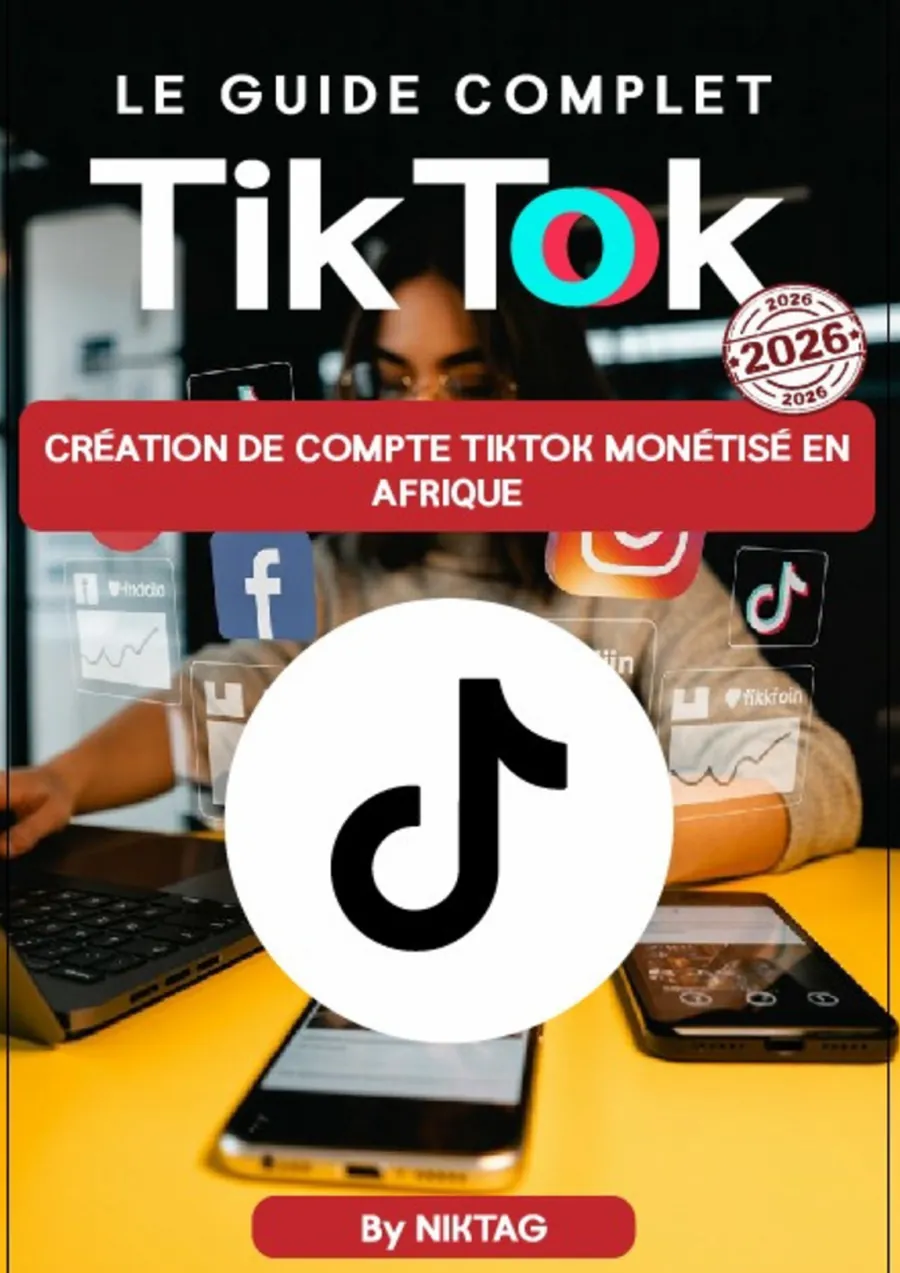 LE GUIDE COMPLET
TikTok
2026
2026
2026
CRÉATION DE COMPTE TIKTOK MONÉTISÉ EN
AFRIQUE
By NIKTAG